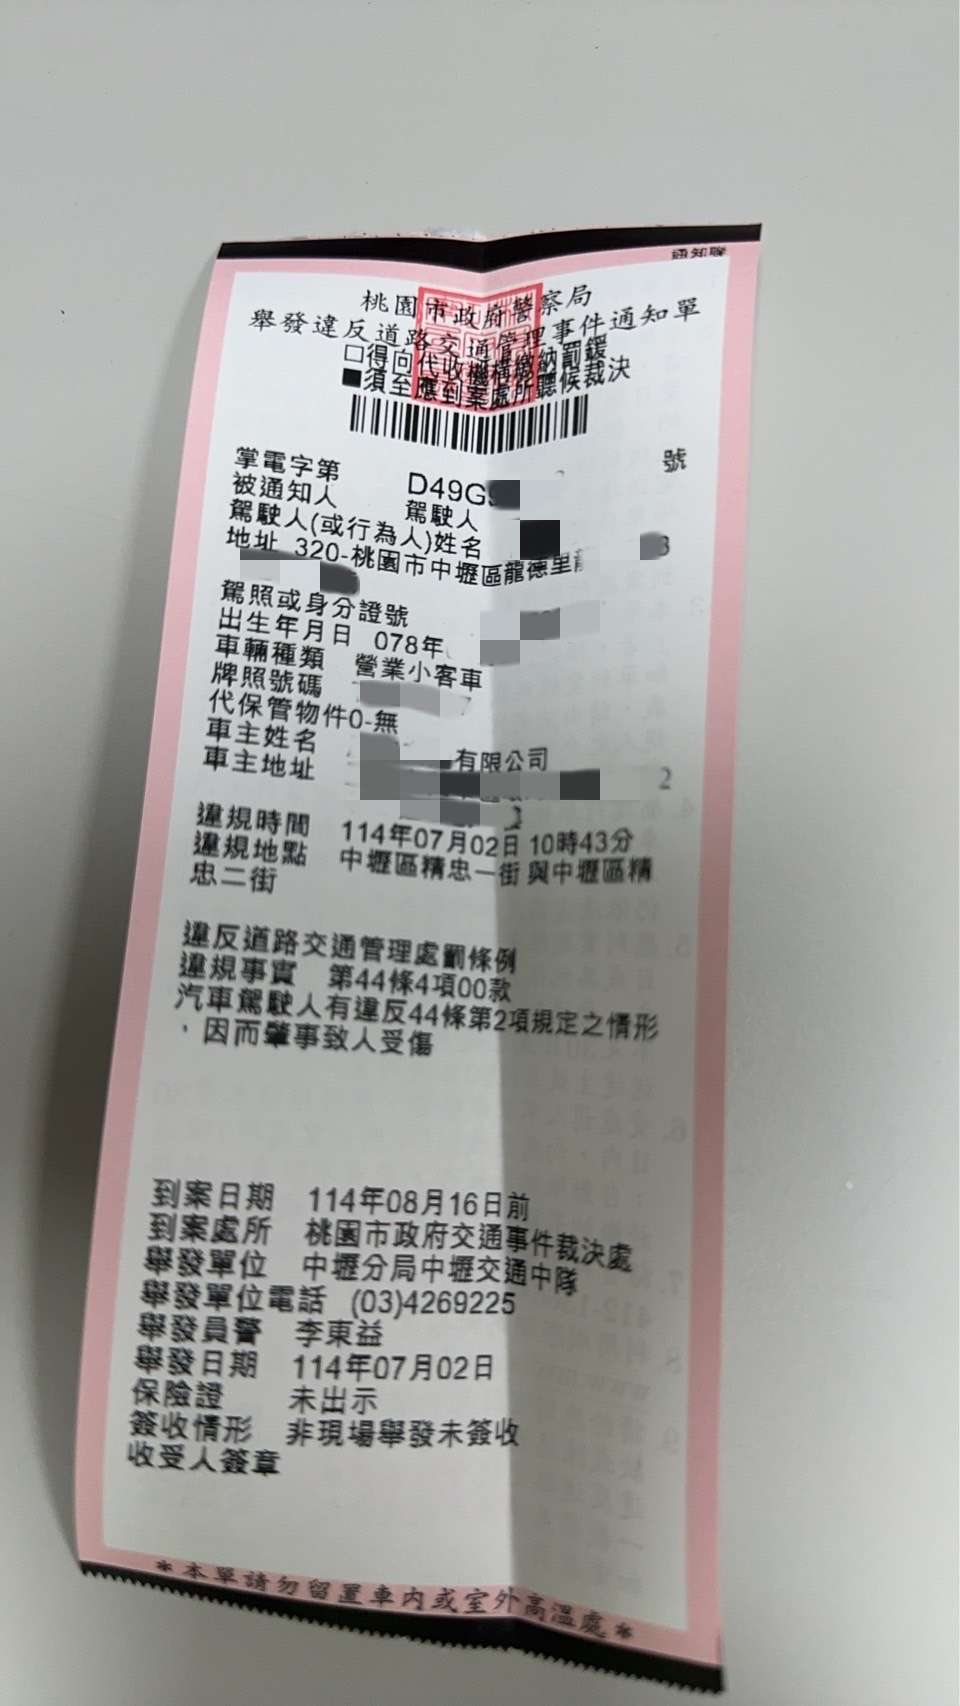 通知聯
桃園市政府警察局
舉發違反道路交通管理事件通知單
□得向代收機構繳納罰鍰
■須至應到案處所聽候裁決
掌電字第 D49G 號
被通知人 駕駛人
駕駛人(或行為人)姓名
地址 320-桃園市中壢區龍德里 3
駕照或身分證號
出生年月日 078年
車輛種類 營業小客車
牌照號碼
代保管物件0-無
車主姓名 有限公司
車主地址 2
違規時間 114年07月02日 10時43分
違規地點 中壢區精忠一街與中壢區精
忠二街
違反道路交通管理處罰條例
違規事實 第44條4項00款
汽車駕駛人有違反44條第2項規定之情形
，因而肇事致人受傷
到案日期 114年08月16日前
到案處所 桃園市政府交通事件裁決處
舉發單位 中壢分局中壢交通中隊
舉發單位電話 (03)4269225
舉發員警 李東益
舉發日期 114年07月02日
保險證 未出示
簽收情形 非現場舉發未簽收
收受人簽章
＊本單請勿留置車內或室外高溫處＊